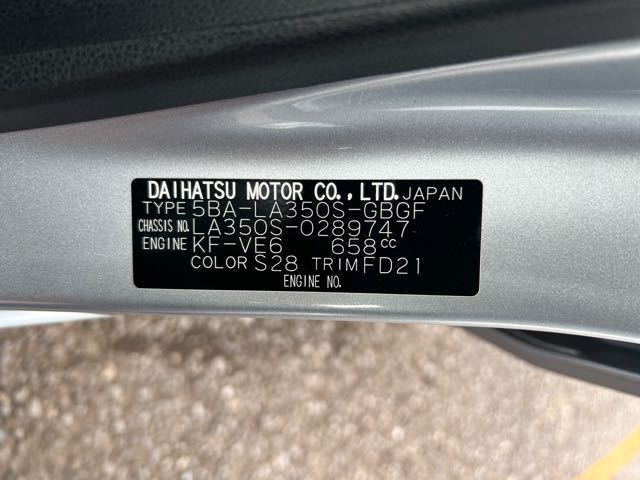 DAIHATSU MOTOR CO.,LTD. JAPAN
TYPE 5BA-LA350S-GBGF
CHASSIS NO. LA350S-0289747
ENGINE KF-VE6 658cc
COLOR S28 TRIM FD21
ENGINE NO.